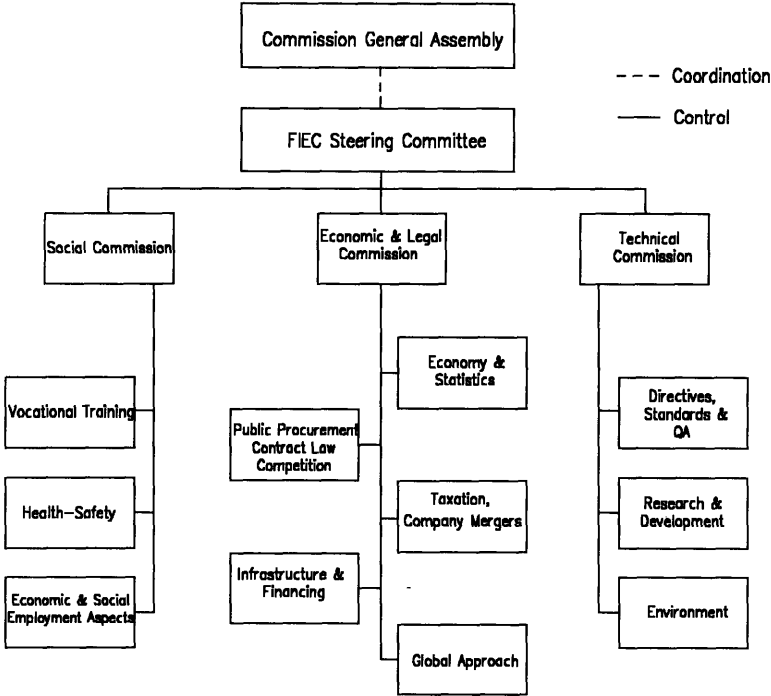 Commission General Assembly
Coordination
Control
FIEC Steering Committee
Social Commission
Economic & Legal
Commission
Technical
Commission
Economy &
Statistics
Vocational Training
Public Procurement
Contract Law
Competition
Directives,
Standards &
QA
Health-Safety
Taxation,
Company Mergers
Research &
Development
Economic & Social
Employment Aspects
Infrastructure &
Financing
Environment
Global Approach